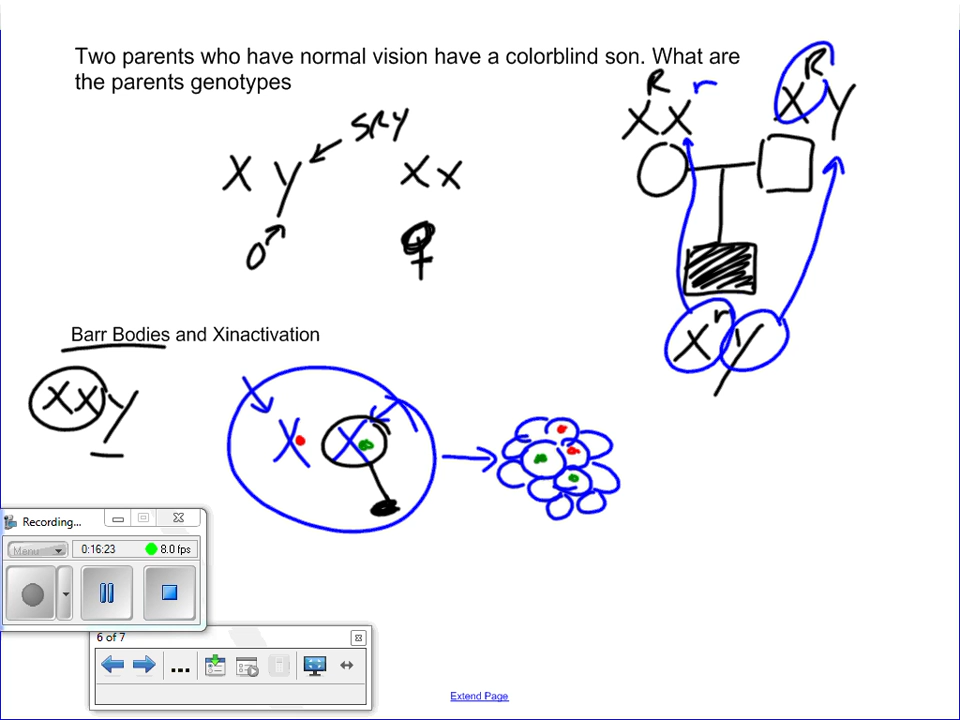 Two parents who have normal vision have a colorblind son. What are
the parents genotypes
R r
X X
R
X Y
SRY
X Y
X X
Barr Bodies and Xinactivation
r
X Y
X X Y
X X
Recording...
Menu
0:16:23
8.0 fps
6 of 7
...
Extend Page